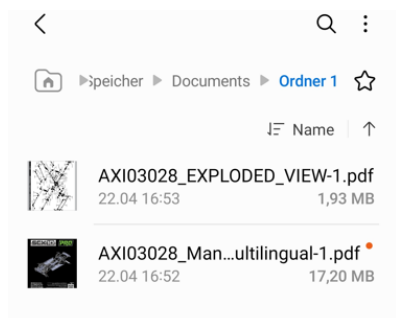 Speicher ▶ Documents ▶ Ordner 1
Name
AXI03028_EXPLODED_VIEW-1.pdf
22.04 16:53 1,93 MB
AXI03028_Man...ultilingual-1.pdf
22.04 16:52 17,20 MB